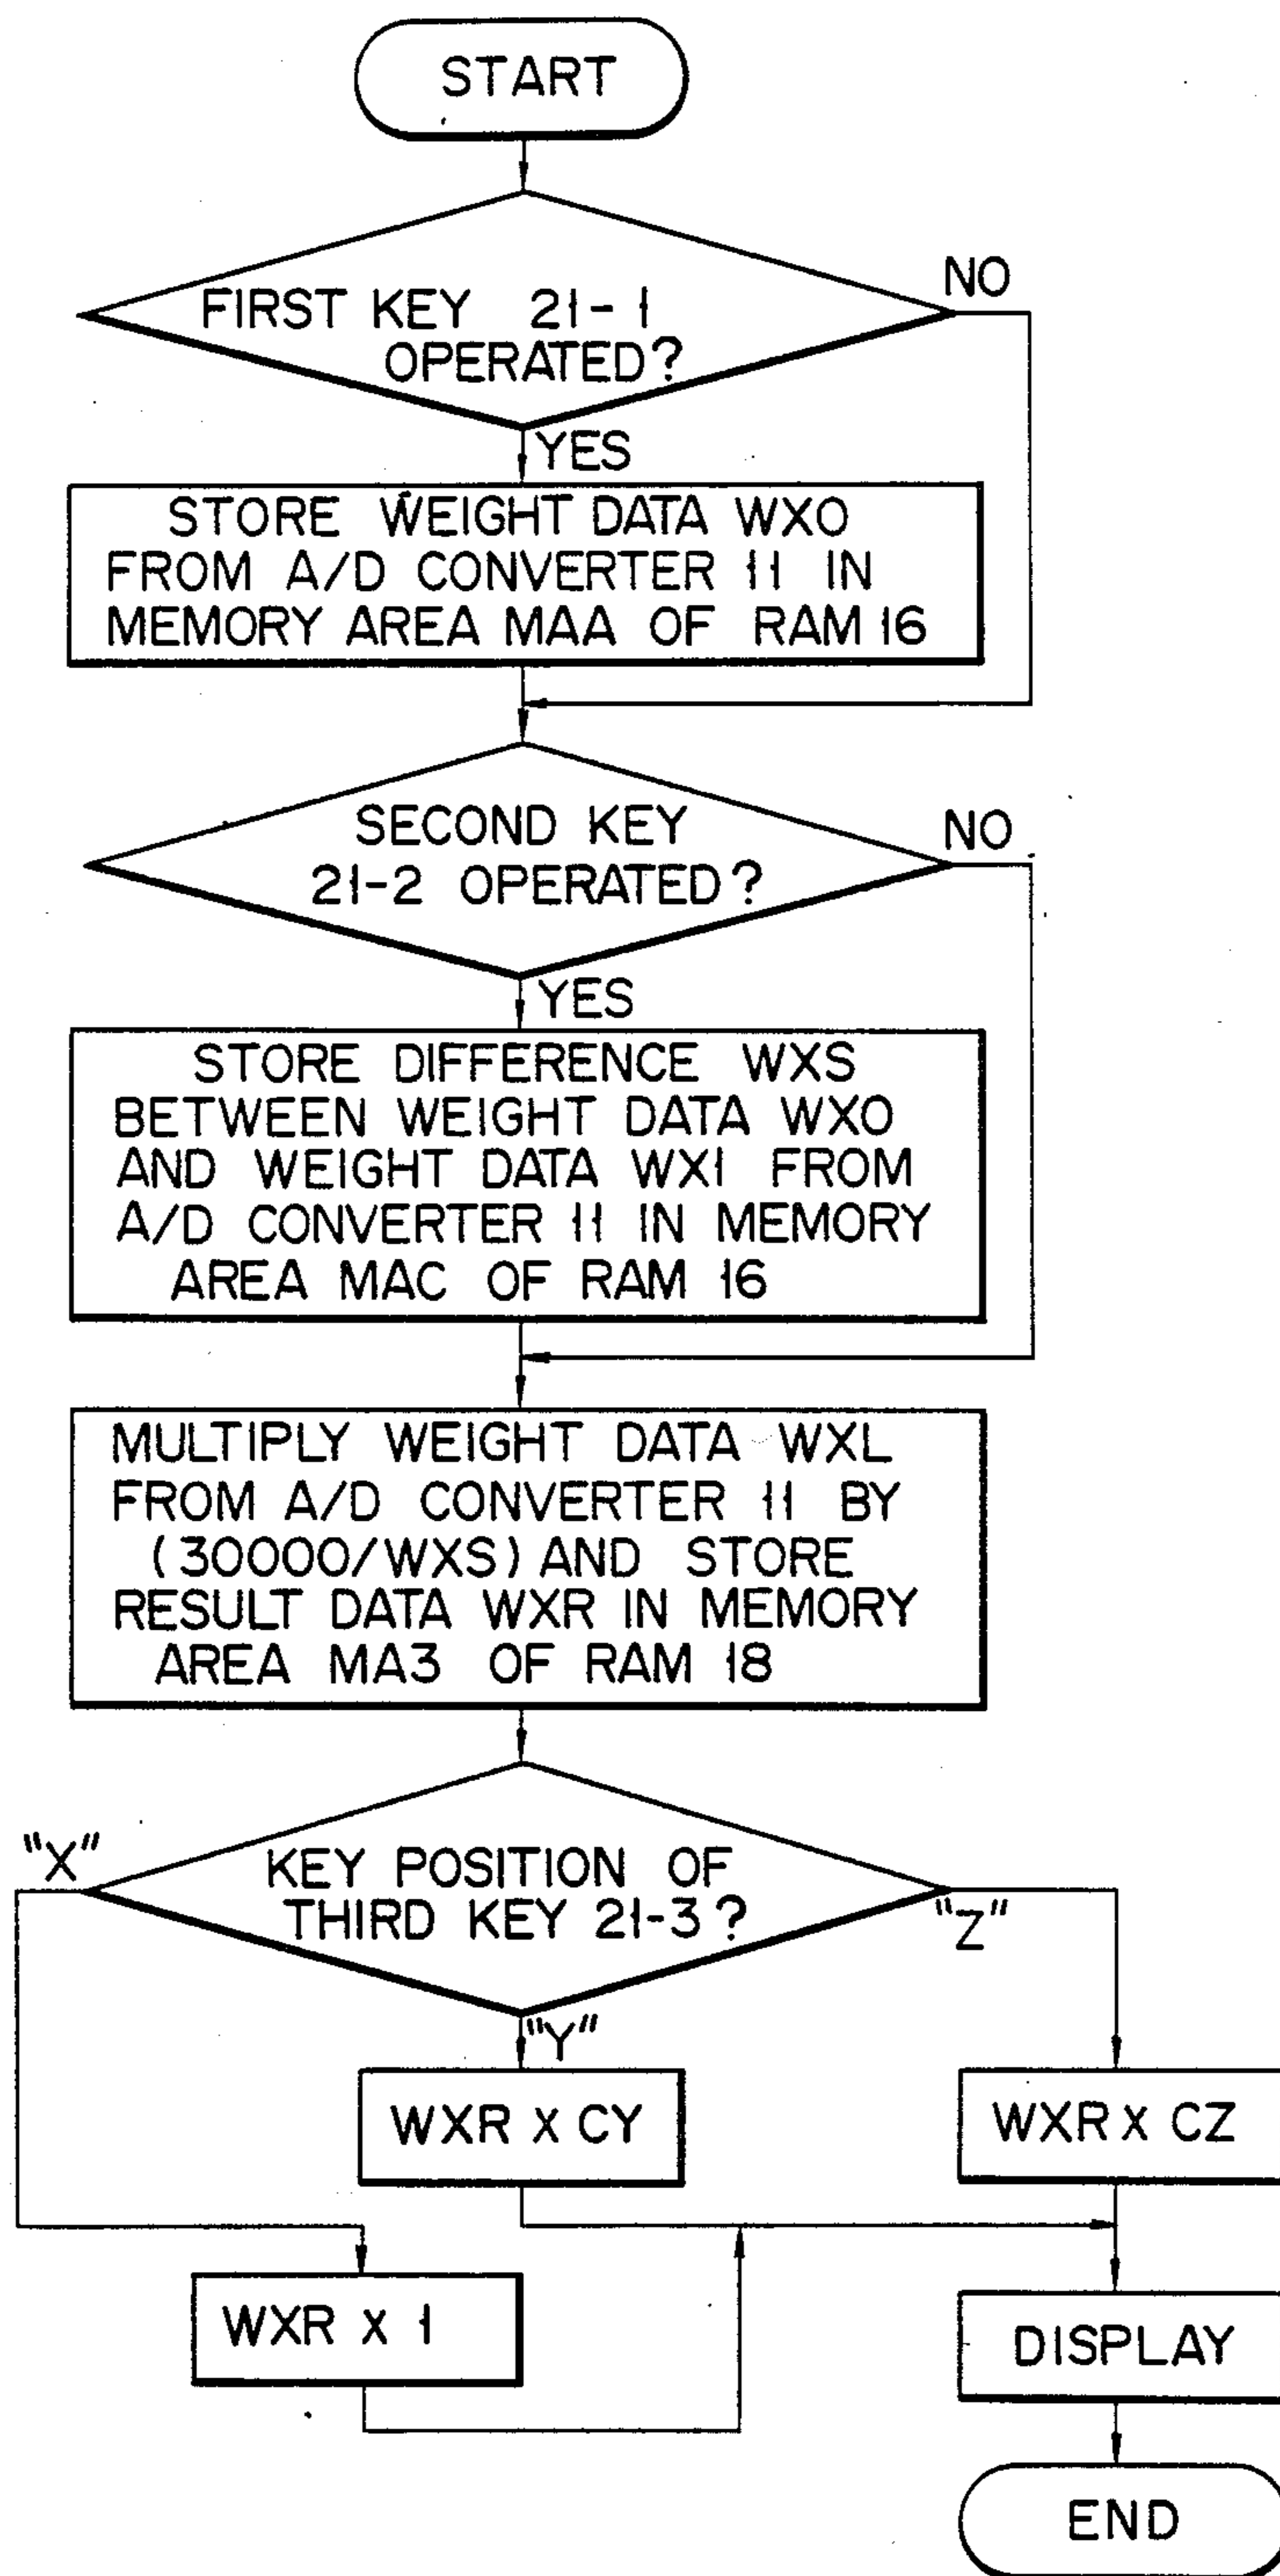 START
NO
FIRST KEY 21-1
OPERATED?
YES
STORE WEIGHT DATA WXO
FROM A/D CONVERTER 11 IN
MEMORY AREA MAA OF RAM 16
SECOND KEY
NO
21-2 OPERATED?
YES
STORE DIFFERENCE WXS
BETWEEN WEIGHT DATA WXO
AND WEIGHT DATA WX1 FROM
A/D CONVERTER 11 IN MEMORY
AREA MAC OF RAM 16
MULTIPLY WEIGHT DATA WXL
FROM A/D CONVERTER 11 BY
(30000/WXS) AND STORE
RESULT DATA WXR IN MEMORY
AREA MA3 OF RAM 18
"X"
KEY POSITION OF
THIRD KEY 21-3?
"Z"
"Y"
WXR X CY
WXR X CZ
WXR X 1
DISPLAY
END